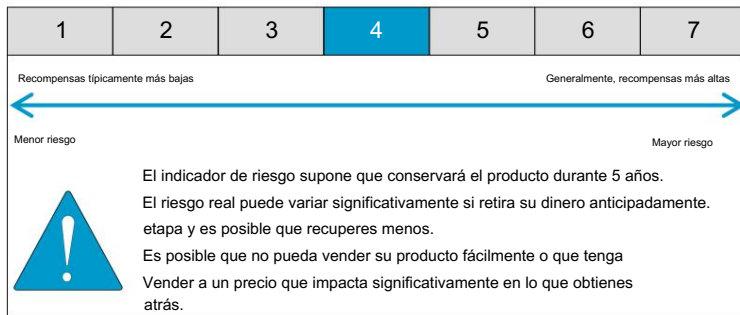 1 2 3 4 5 6 7
Recompensas típicamente más bajas Generalmente, recompensas más altas
Menor riesgo Mayor riesgo
El indicador de riesgo supone que conservará el producto durante 5 años.
El riesgo real puede variar significativamente si retira su dinero anticipadamente.
etapa y es posible que recuperes menos.
Es posible que no pueda vender su producto fácilmente o que tenga
Vender a un precio que impacta significativamente en lo que obtienes
atrás.